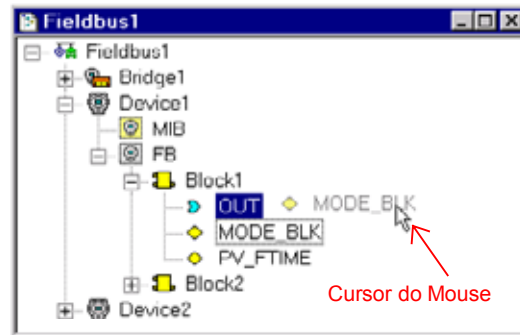 Fieldbus1
Fieldbus1
Bridge1
Device1
MIB
FB
Block1
OUT MODE_BLK
MODE_BLK
PV_FTIME
Block2
Cursor do Mouse
Device2